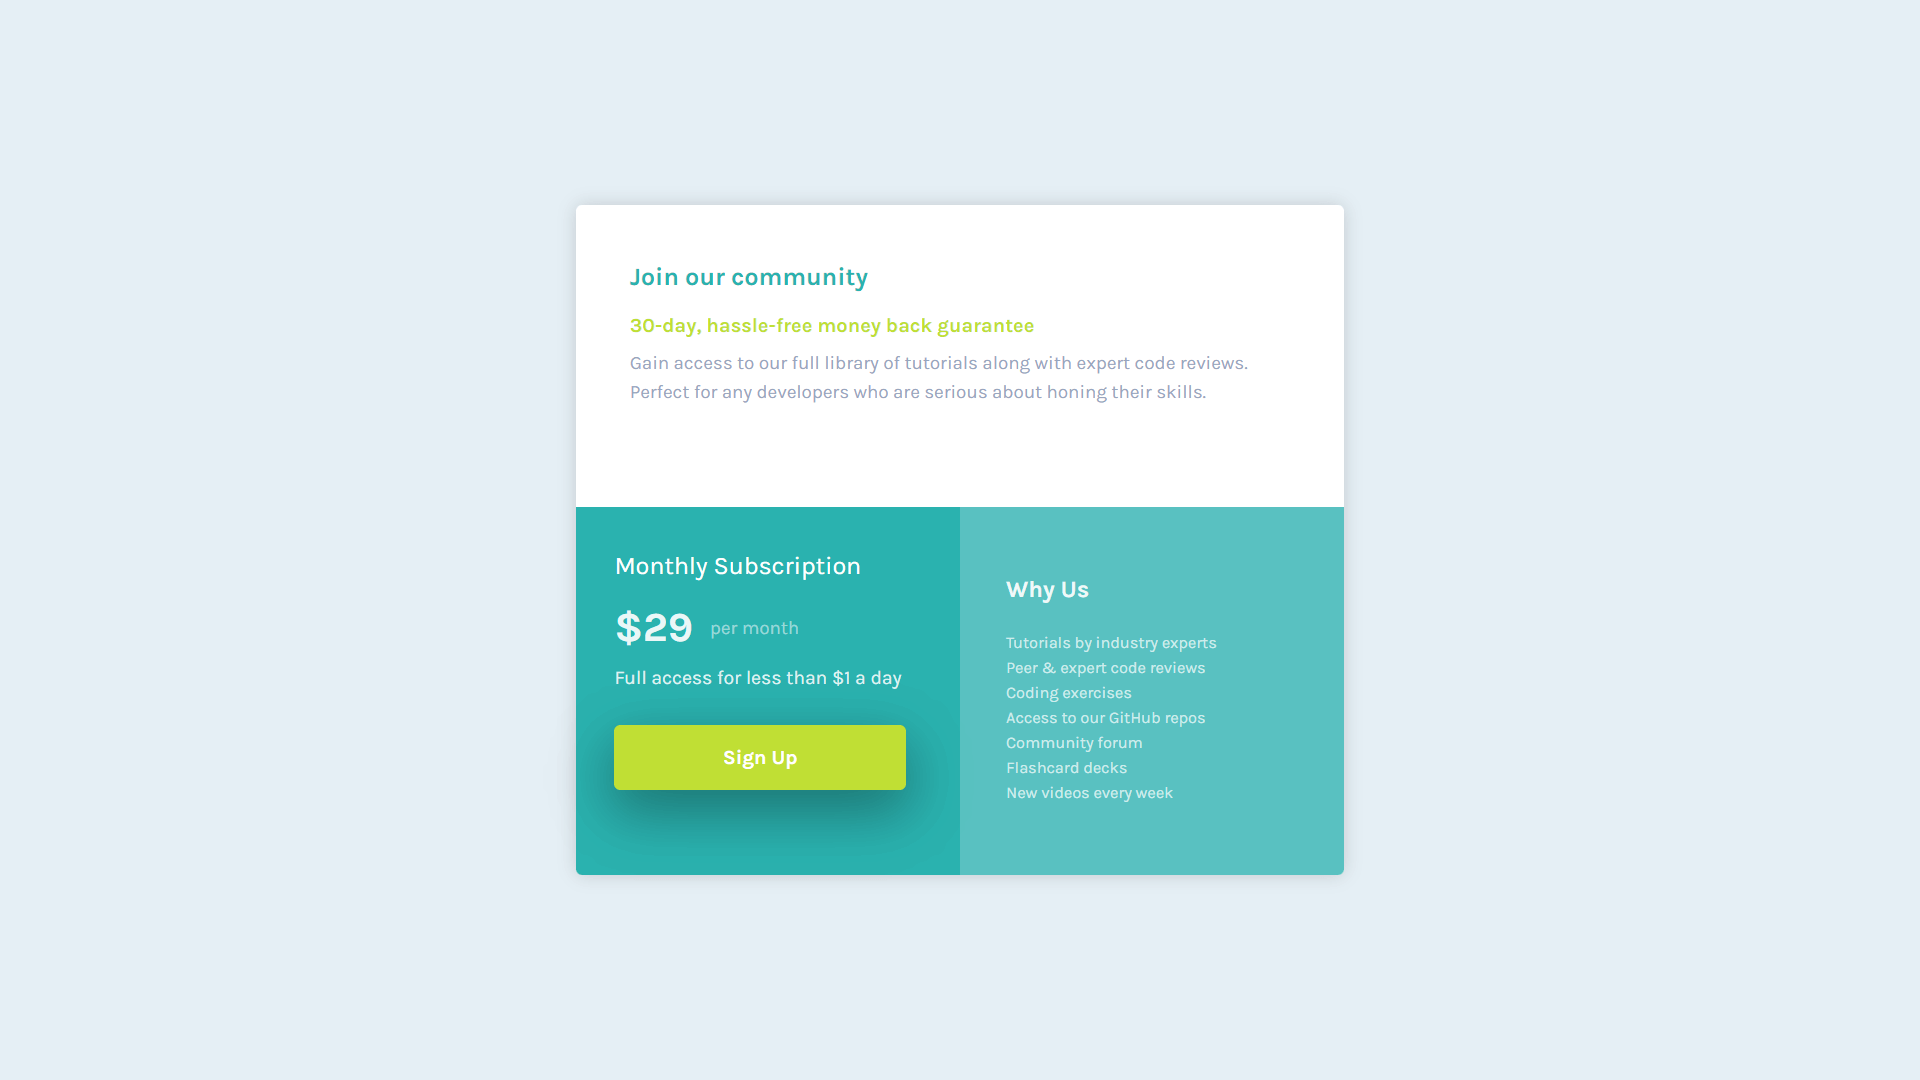 Join our community
30-day, hassle-free money back guarantee
Gain access to our full library of tutorials along with expert code reviews.
Perfect for any developers who are serious about honing their skills.
Monthly Subscription
$29 per month
Full access for less than $1 a day
Sign Up
Why Us
Tutorials by industry experts
Peer & expert code reviews
Coding exercises
Access to our GitHub repos
Community forum
Flashcard decks
New videos every week